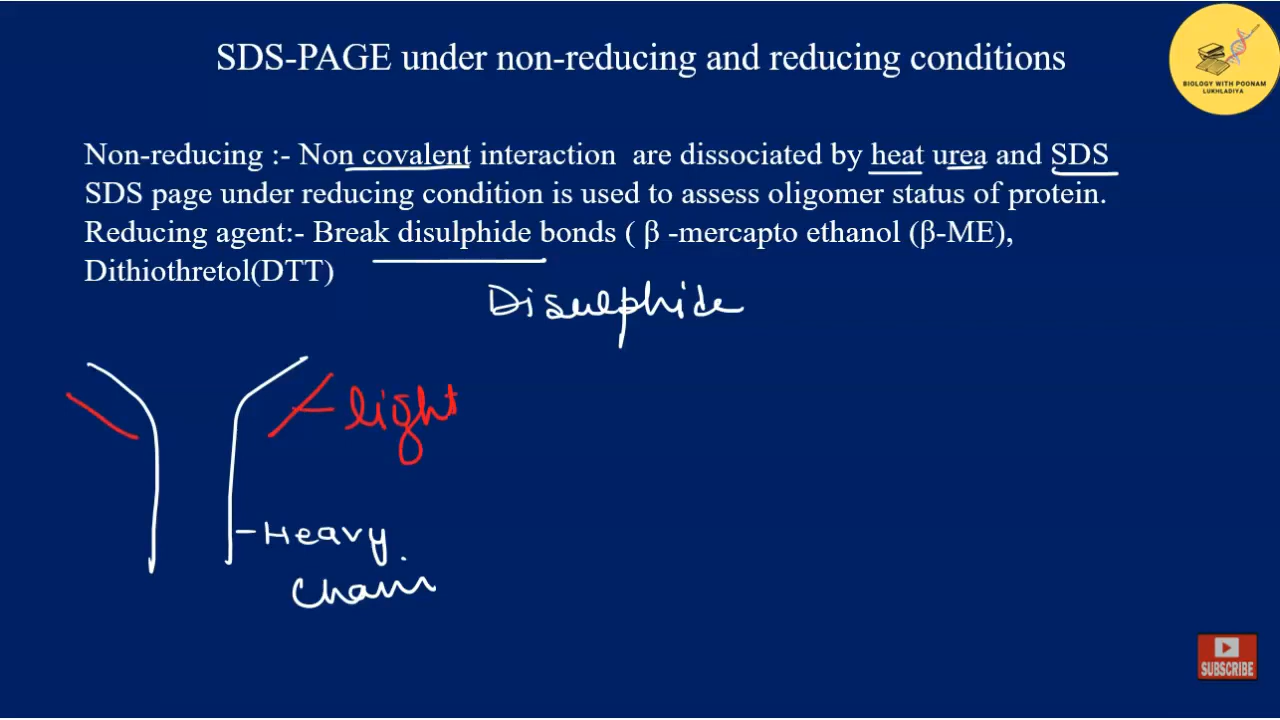 SDS-PAGE under non-reducing and reducing conditions
BIOLOGY WITH POONAM
LUKHLADIYA
Non-reducing :- Non covalent interaction are dissociated by heat urea and SDS
SDS page under reducing condition is used to assess oligomer status of protein.
Reducing agent:- Break disulphide bonds ( β -mercapto ethanol (β-ME),
Dithiothretol(DTT)
Disulphide
light
Heavy
Chain
SUBSCRIBE